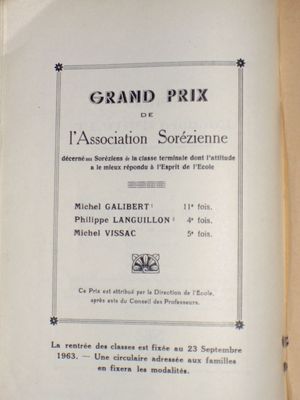 GRAND PRIX
DE
l'Association Sorézienne
décerné aux Soréziens de la classe terminale dont l'attitude
a le mieux répondu à l'Esprit de l'Ecole
Michel GALIBERT 11e fois.
Philippe LANGUILLON 4e fois.
Michel VISSAC 5e fois.
Ce Prix est attribué par la Direction de l'Ecole,
après avis du Conseil des Professeurs.
La rentrée des classes est fixée au 23 Septembre
1963. — Une circulaire adressée aux familles
en fixera les modalités.